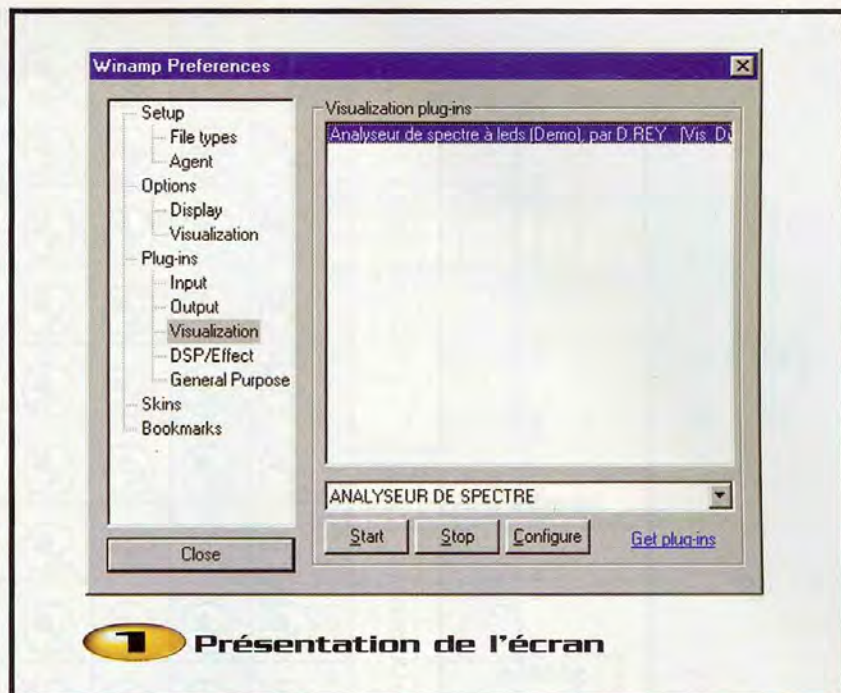 Winamp Preferences
Setup
File types
Agent
Options
Display
Visualization
Plug-ins
Input
Output
Visualization
DSP/Effect
General Purpose
Skins
Bookmarks
Close
Visualization plug-ins
Analyseur de spectre à leds (Demo), par D.REY
ANALYSEUR DE SPECTRE
Start Stop Configure Get plug-ins
1 Présentation de l'écran